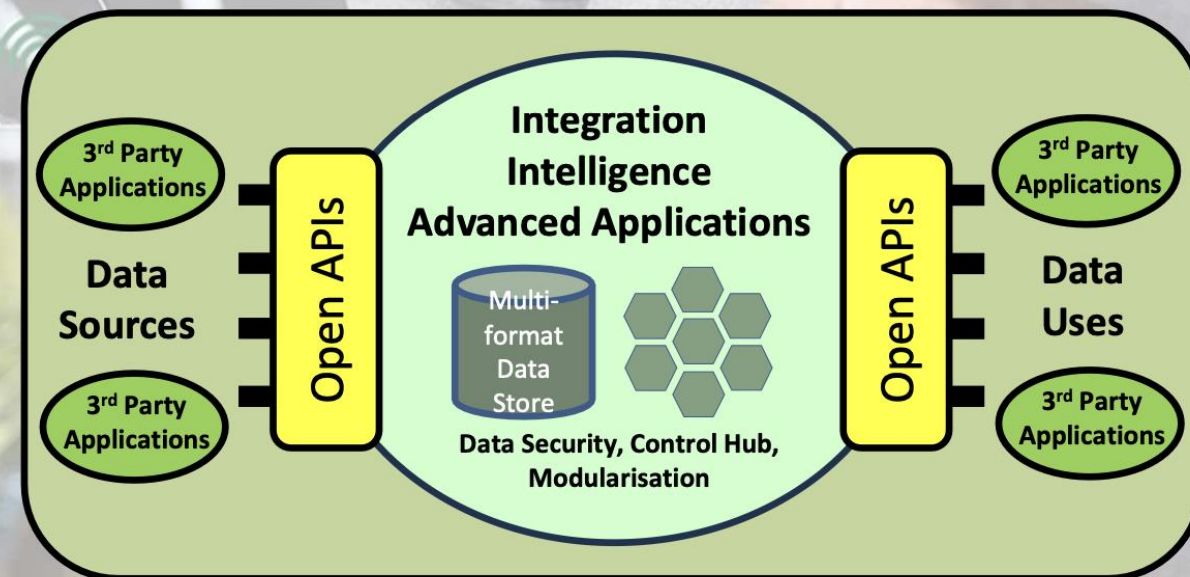 3rd Party
Applications
Data
Sources
3rd Party
Applications
Open APIs
Integration
Intelligence
Advanced Applications
Multi-
format
Data
Store
Data Security, Control Hub,
Modularisation
Open APIs
3rd Party
Applications
Data
Uses
3rd Party
Applications